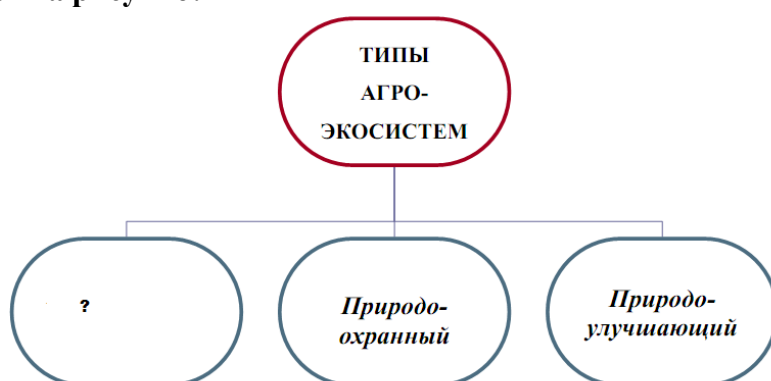 ТИПЫ
АГРО-
ЭКОСИСТЕМ
?
Природо-
охранный
Природо-
улучшающий